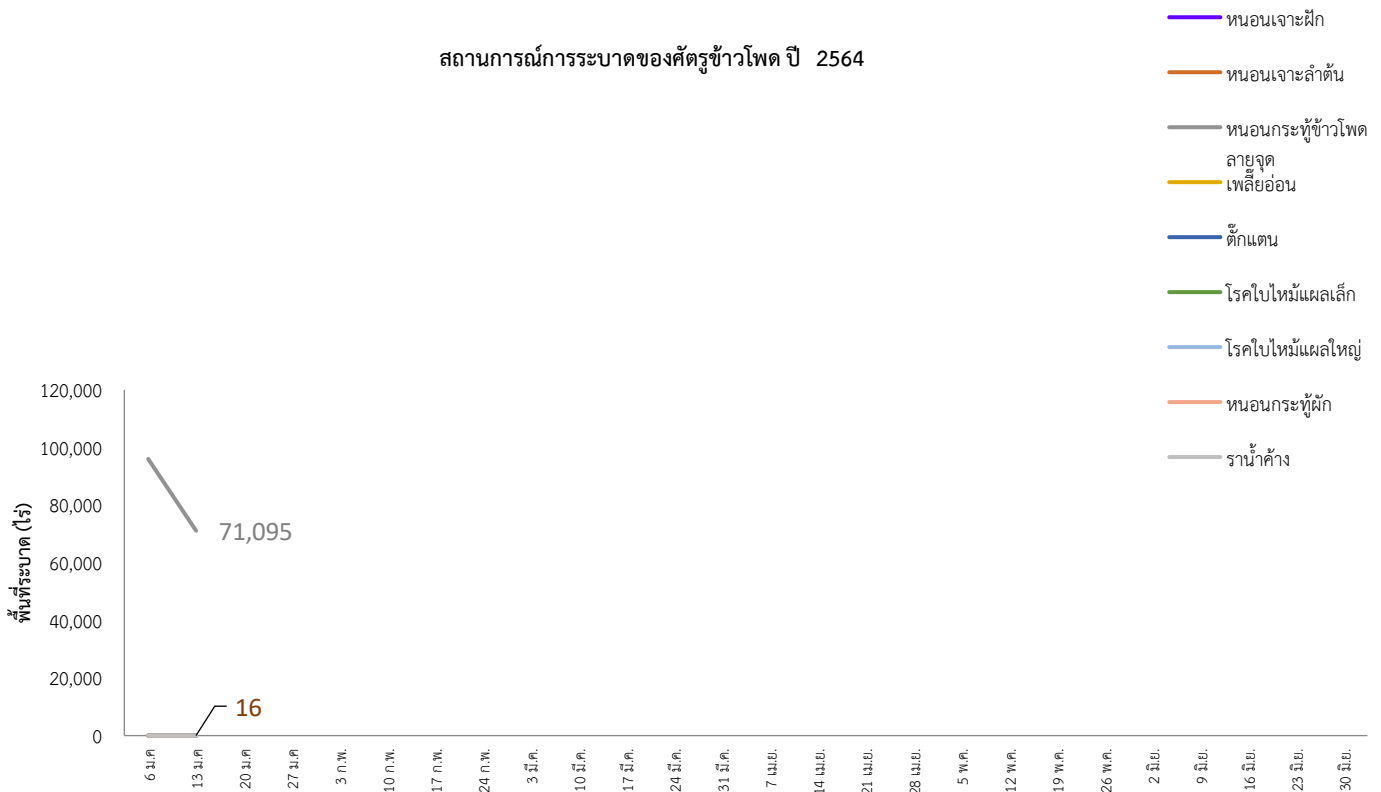 สถานการณ์การระบาดของศัตรูข้าวโพด ปี 2564
หนอนเจาะฝัก
หนอนเจาะลำต้น
หนอนกระทู้ข้าวโพด
ลายจุด
เพลี้ยอ่อน
ตั๊กแตน
โรคใบไหม้แผลเล็ก
โรคใบไหม้แผลใหญ่
หนอนกระทู้ผัก
ราน้ำค้าง
พื้นที่ระบาด (ไร่)
120,000
100,000
80,000
60,000
40,000
20,000
0
71,095
16
6 ม.ค
13 ม.ค
20 ม.ค
27 ม.ค
3 ก.พ.
10 ก.พ.
17 ก.พ.
24 ก.พ.
3 มี.ค.
10 มี.ค.
17 มี.ค.
24 มี.ค.
31 มี.ค.
7 เม.ย.
14 เม.ย.
21 เม.ย.
28 เม.ย.
5 พ.ค.
12 พ.ค.
19 พ.ค.
26 พ.ค.
2 มิ.ย.
9 มิ.ย.
16 มิ.ย.
23 มิ.ย.
30 มิ.ย.